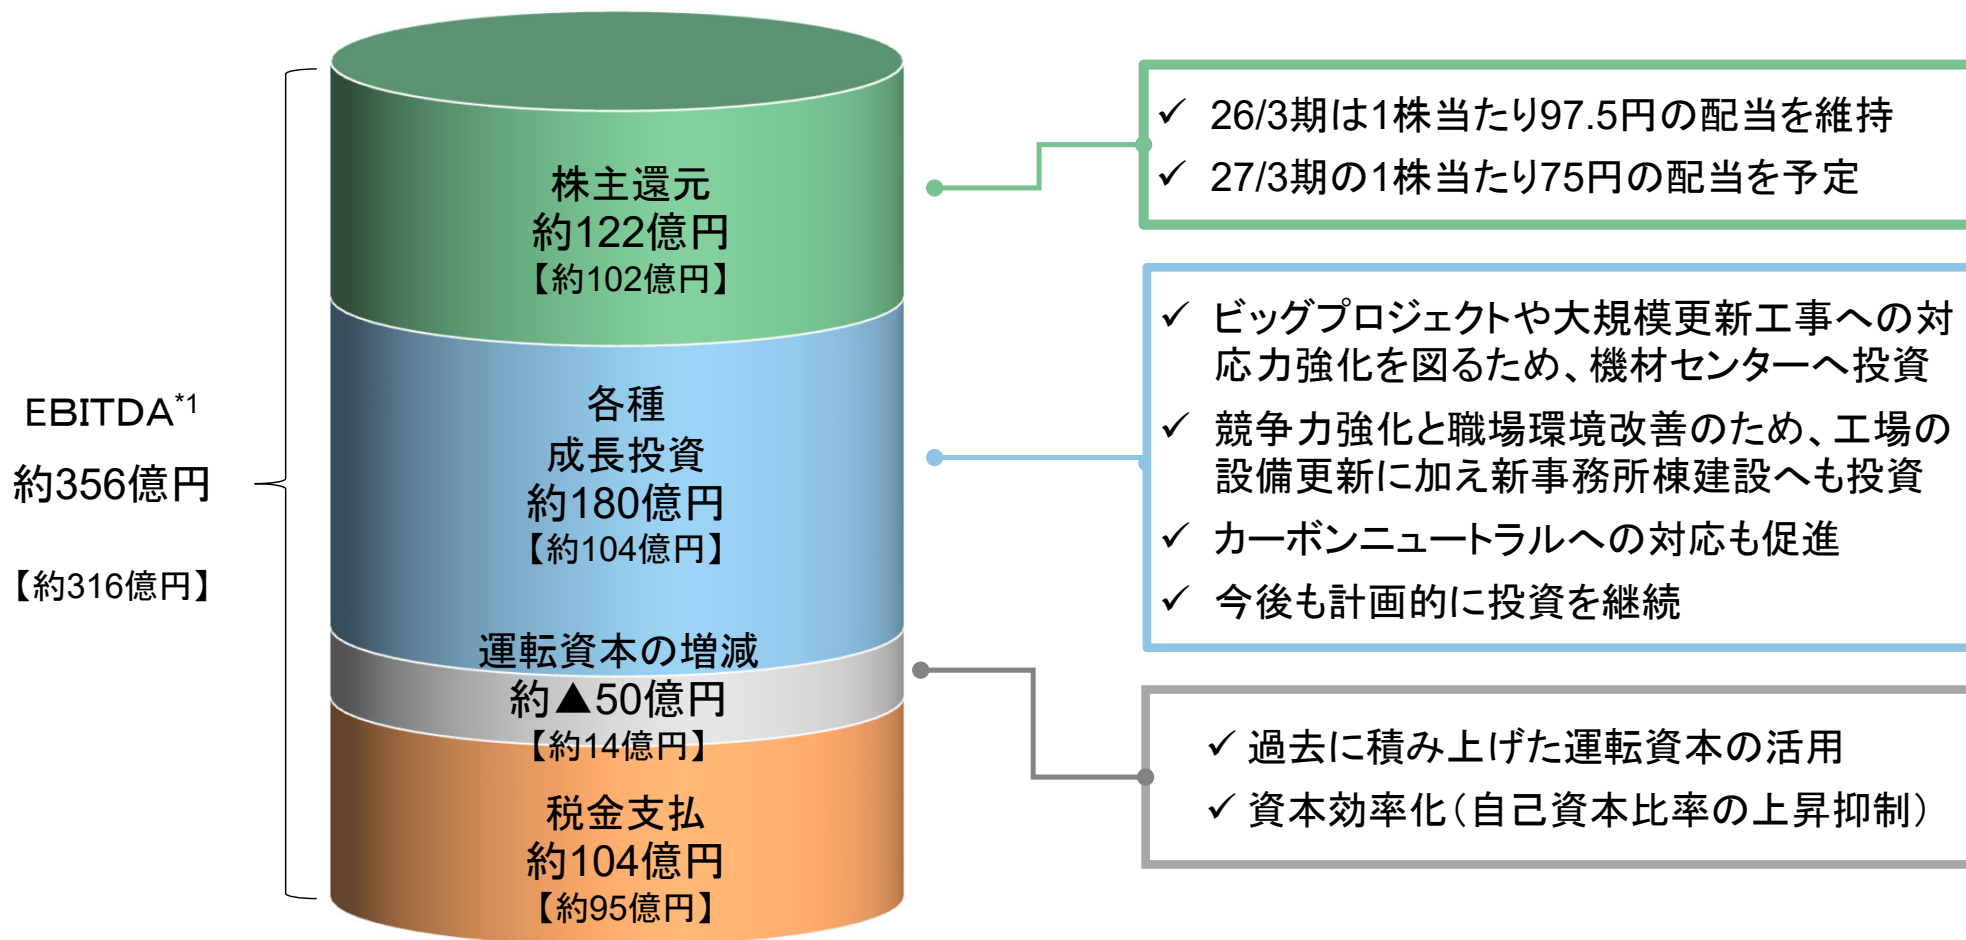 EBITDA*1
約356億円
【約316億円】
株主還元
約122億円
【約102億円】
各種
成長投資
約180億円
【約104億円】
運転資本の増減
約▲50億円
【約14億円】
税金支払
約104億円
【約95億円】
✓ 26/3期は1株当たり97.5円の配当を維持
✓ 27/3期の1株当たり75円の配当を予定
✓ ビッグプロジェクトや大規模更新工事への対
応力強化を図るため、機材センターへ投資
✓ 競争力強化と職場環境改善のため、工場の
設備更新に加え新事務所棟建設へも投資
✓ カーボンニュートラルへの対応も促進
✓ 今後も計画的に投資を継続
✓ 過去に積み上げた運転資本の活用
✓ 資本効率化（自己資本比率の上昇抑制）